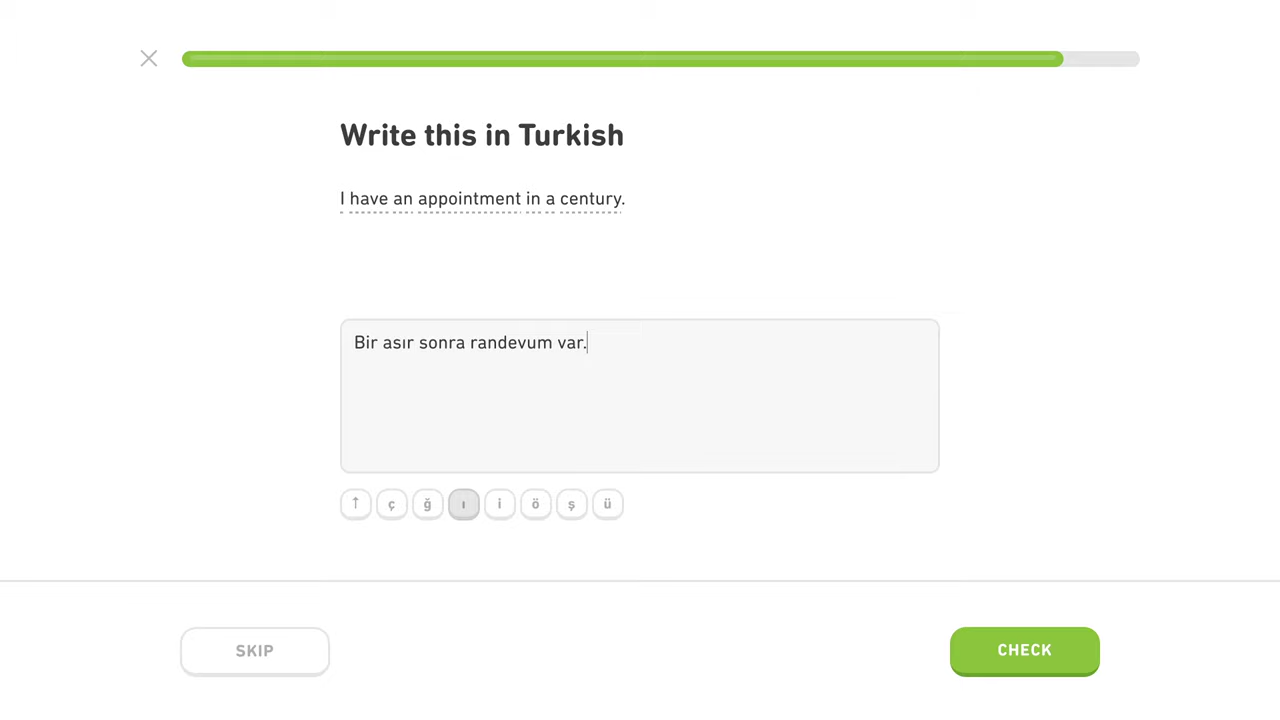 Write this in Turkish
I have an appointment in a century.
Bir asır sonra randevum var.
↑ ç ğ ı i ö ş ü
SKIP
CHECK